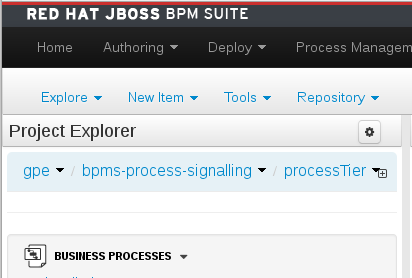 RED HAT JBOSS BPM SUITE
Home Authoring Deploy Process Managem
Explore New Item Tools Repository
Project Explorer
gpe / bpms-process-signalling / processTier
BUSINESS PROCESSES